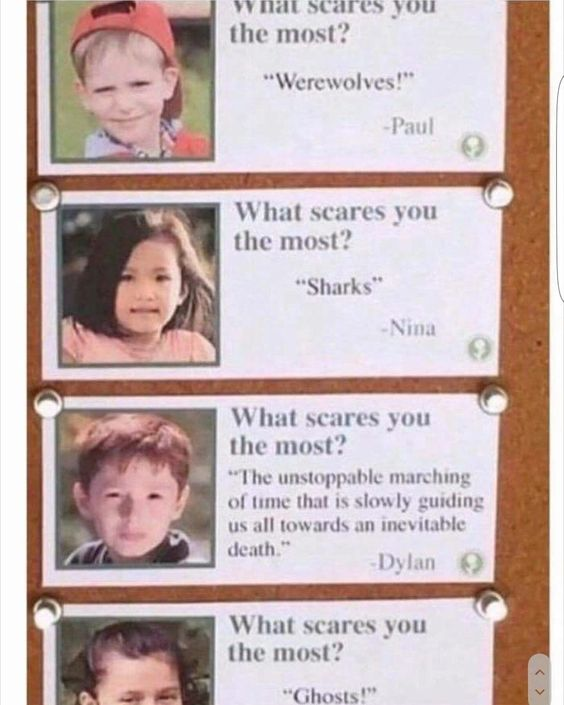 What scares you
the most?
“Werewolves!”
-Paul
What scares you
the most?
“Sharks”
-Nina
What scares you
the most?
“The unstoppable marching
of time that is slowly guiding
us all towards an inevitable
death.”
-Dylan
What scares you
the most?
“Ghosts!”